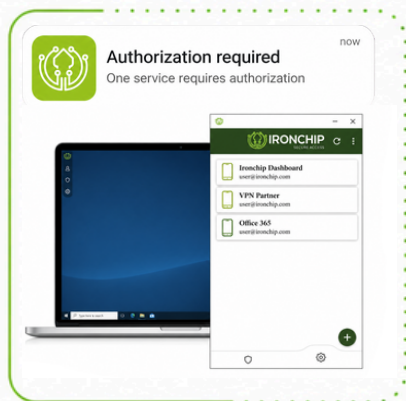 now
Authorization required
One service requires authorization
IRONCHIP
Ironchip Dashboard
user@ironchip.com
VPN Partner
user@ironchip.com
Office 365
user@ironchip.com